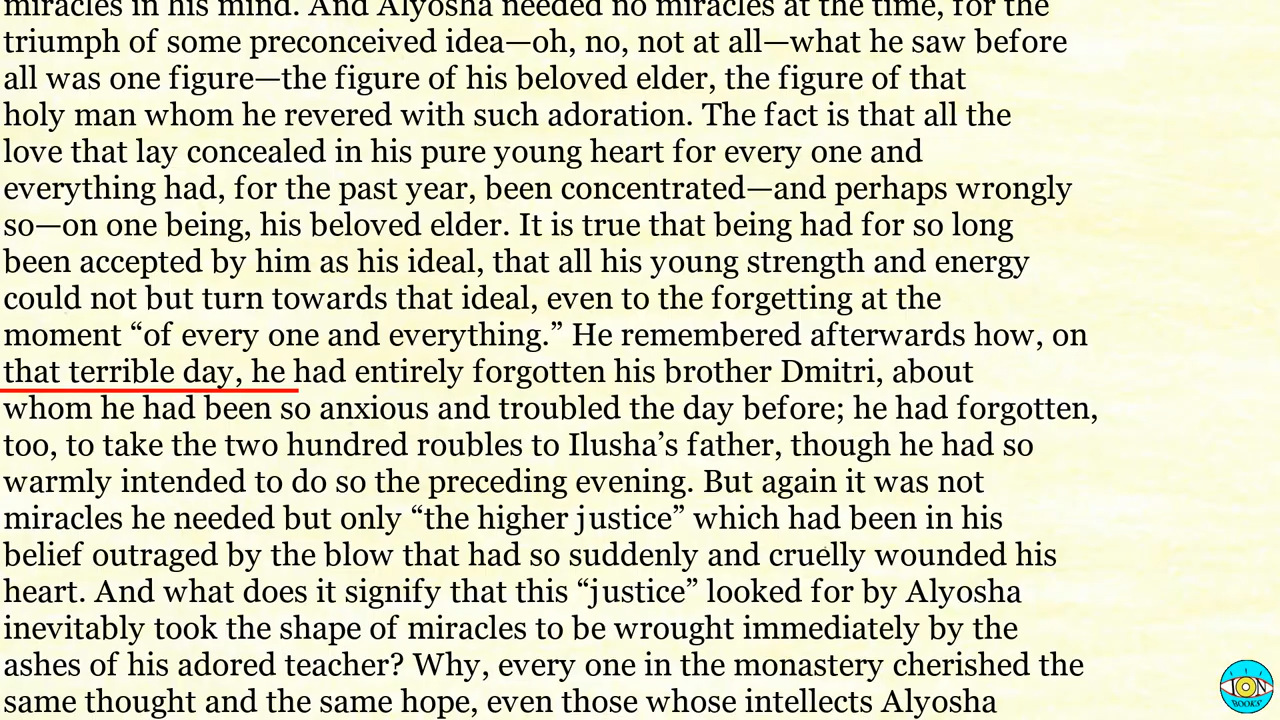 miracles in his mind. And Alyosha needed no miracles at the time, for the
triumph of some preconceived idea—oh, no, not at all—what he saw before
all was one figure—the figure of his beloved elder, the figure of that
holy man whom he revered with such adoration. The fact is that all the
love that lay concealed in his pure young heart for every one and
everything had, for the past year, been concentrated—and perhaps wrongly
so—on one being, his beloved elder. It is true that being had for so long
been accepted by him as his ideal, that all his young strength and energy
could not but turn towards that ideal, even to the forgetting at the
moment “of every one and everything.” He remembered afterwards how, on
that terrible day, he had entirely forgotten his brother Dmitri, about
whom he had been so anxious and troubled the day before; he had forgotten,
too, to take the two hundred roubles to Ilusha’s father, though he had so
warmly intended to do so the preceding evening. But again it was not
miracles he needed but only “the higher justice” which had been in his
belief outraged by the blow that had so suddenly and cruelly wounded his
heart. And what does it signify that this “justice” looked for by Alyosha
inevitably took the shape of miracles to be wrought immediately by the
ashes of his adored teacher? Why, every one in the monastery cherished the
same thought and the same hope, even those whose intellects Alyosha
ION
BOOKS